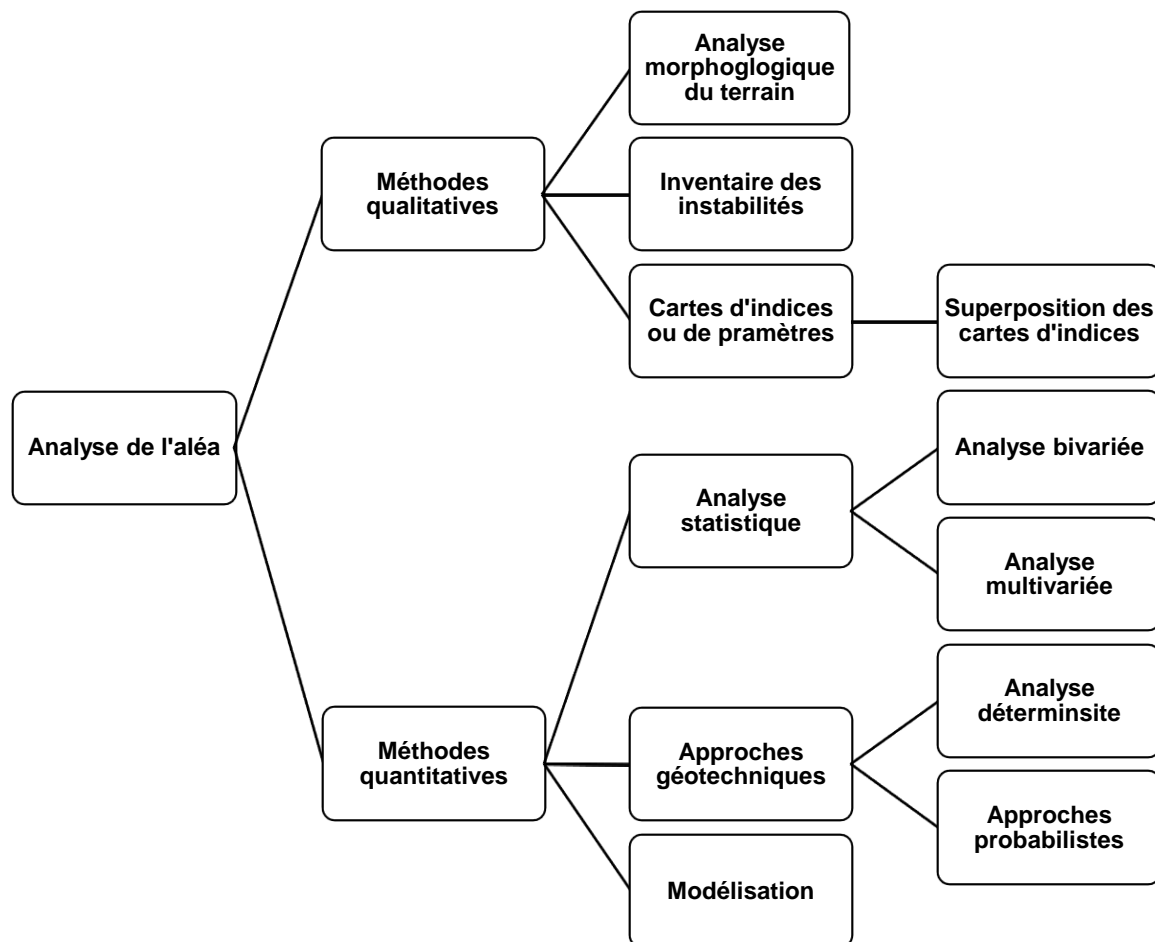 Analyse de l'aléa
Méthodes
qualitatives
Analyse
morphoglogique
du terrain
Inventaire des
instabilités
Cartes d'indices
ou de pramètres
Superposition des
cartes d'indices
Méthodes
quantitatives
Analyse
statistique
Analyse bivariée
Analyse
multivariée
Approches
géotechniques
Analyse
déterminsite
Approches
probabilistes
Modélisation